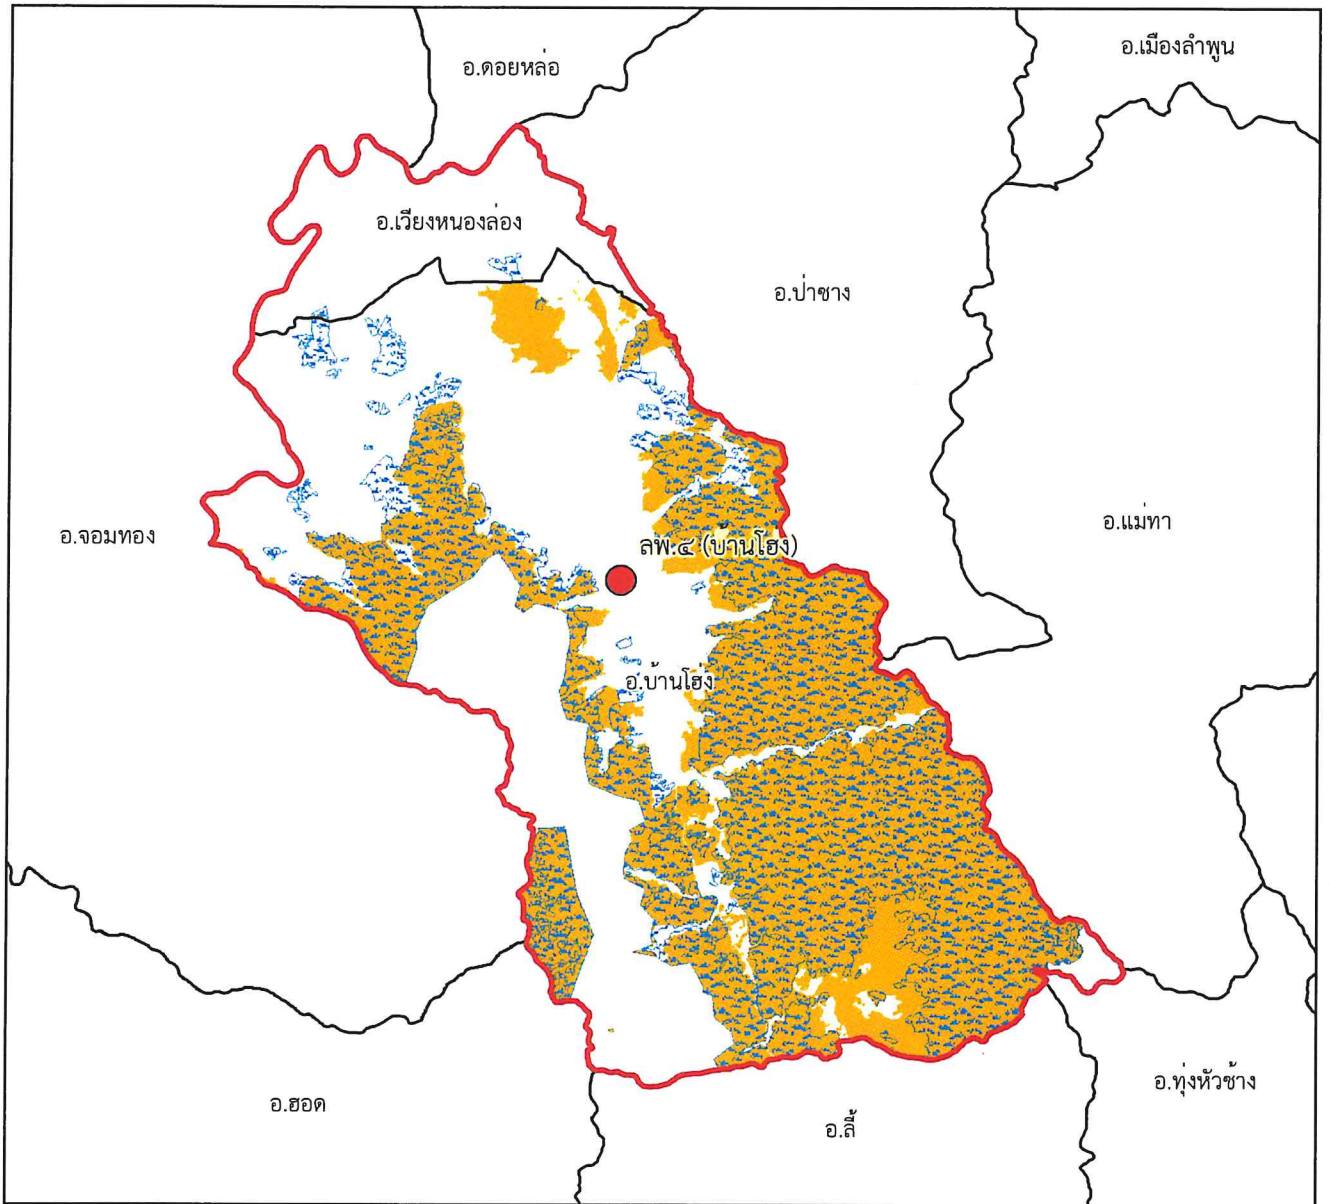 อ.เมืองลำพูน
อ.ดอยหล่อ
อ.เวียงหนองล่อง
อ.ป่าซาง
อ.แม่ทา
อ.จอมทอง
ลพ.๔ (บ้านโฮ่ง)
อ.บ้านโฮ่ง
อ.ทุ่งหัวช้าง
อ.ฮอด
อ.ลี้